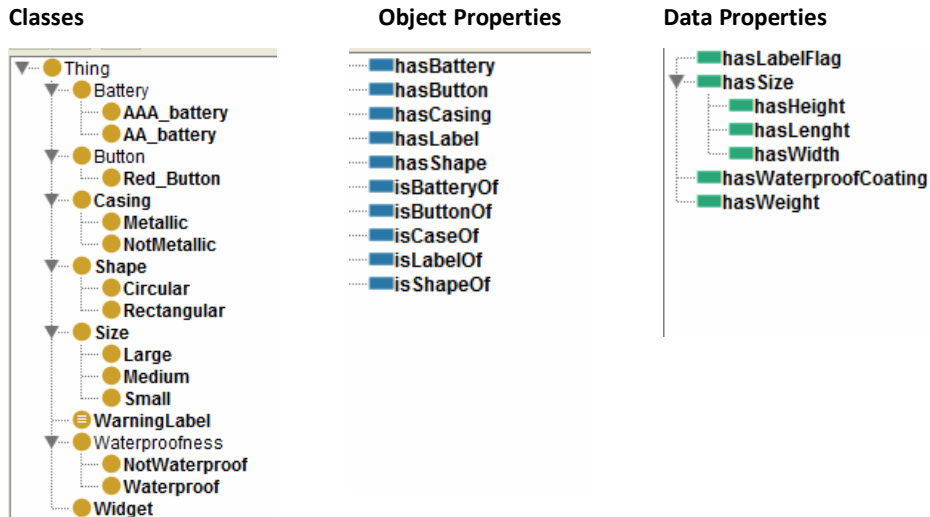 Classes
Thing
Battery
AAA_battery
AA_battery
Button
Red_Button
Casing
Metallic
NotMetallic
Shape
Circular
Rectangular
Size
Large
Medium
Small
WarningLabel
Waterproofness
NotWaterproof
Waterproof
Widget
Object Properties
hasBattery
hasButton
hasCasing
hasLabel
hasShape
isBatteryOf
isButtonOf
isCaseOf
isLabelOf
isShapeOf
Data Properties
hasLabelFlag
hasSize
hasHeight
hasLenght
hasWidth
hasWaterproofCoating
hasWeight